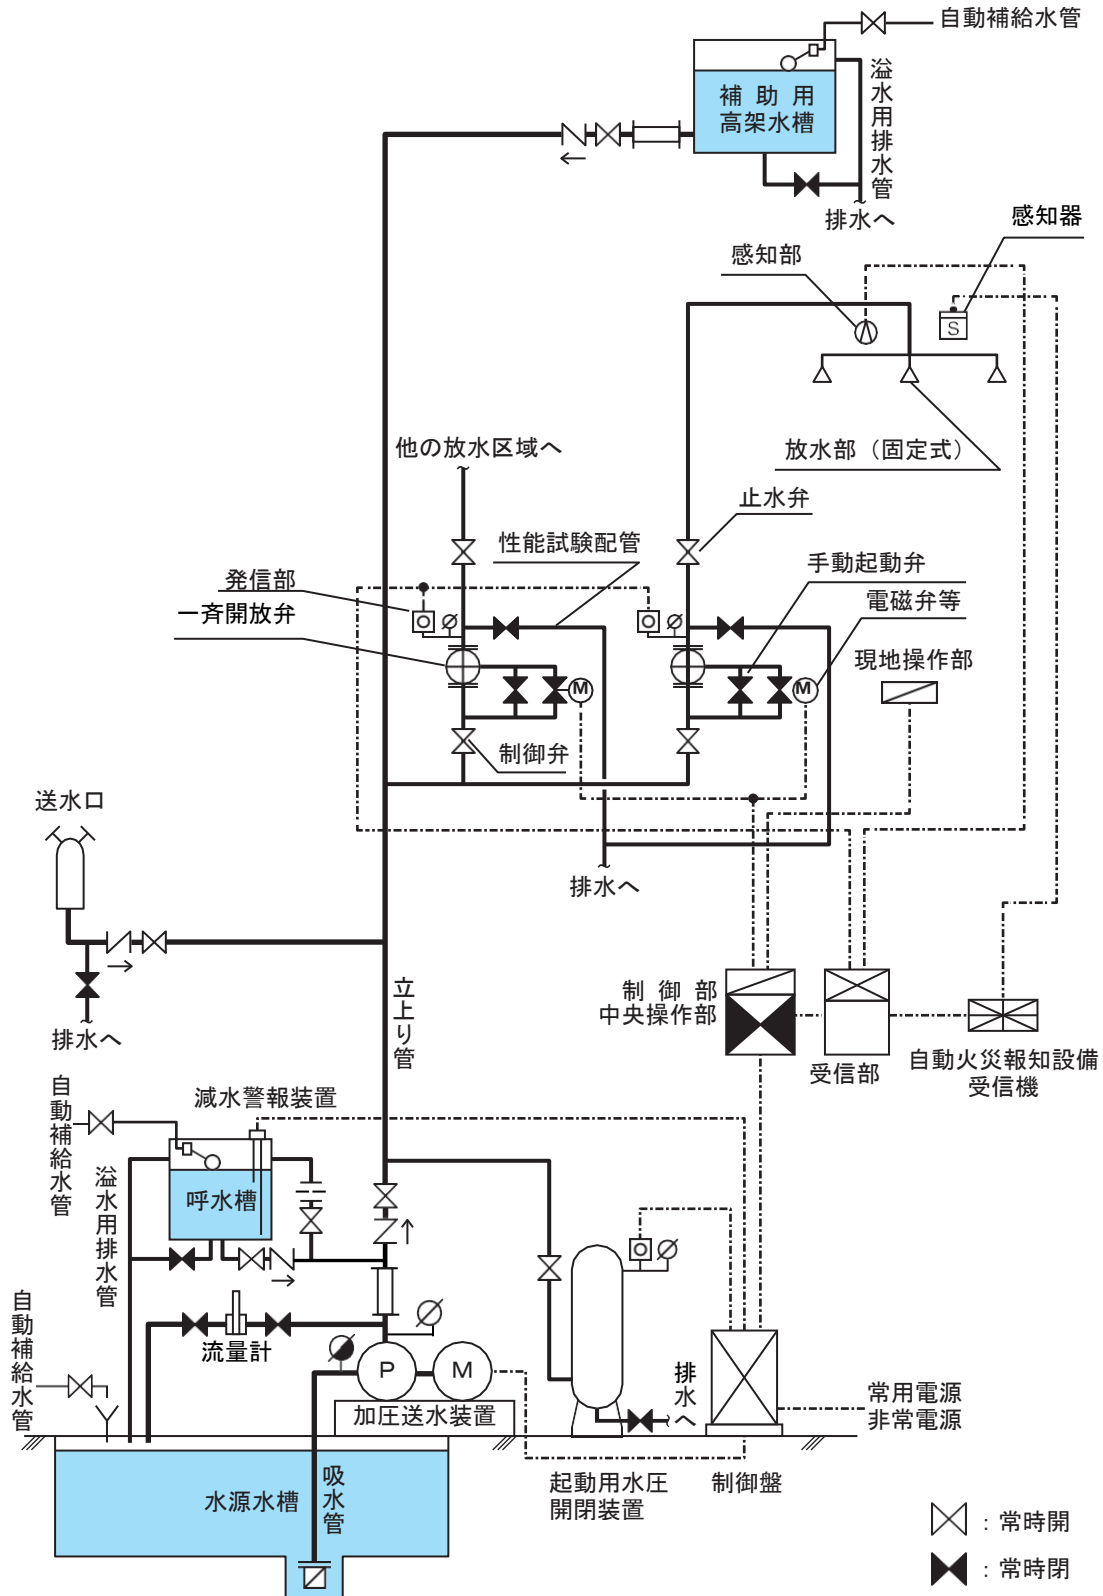 自動補給水管
補助用
高架水槽
溢水用排水管
排水へ
感知器
感知部
S
放水部（固定式）
他の放水区域へ
止水弁
性能試験配管
手動起動弁
発信部
電磁弁等
一斉開放弁
現地操作部
M
M
制御弁
送水口
排水へ
立上り管
制御部
中央操作部
排水へ
受信部
自動火災報知設備
受信機
自動補給水管
減水警報装置
溢水用排水管
呼水槽
自動補給水管
流量計
P
M
加圧送水装置
排水へ
常用電源
非常電源
水源水槽
吸水管
起動用水圧
開閉装置
制御盤
：常時開
：常時閉